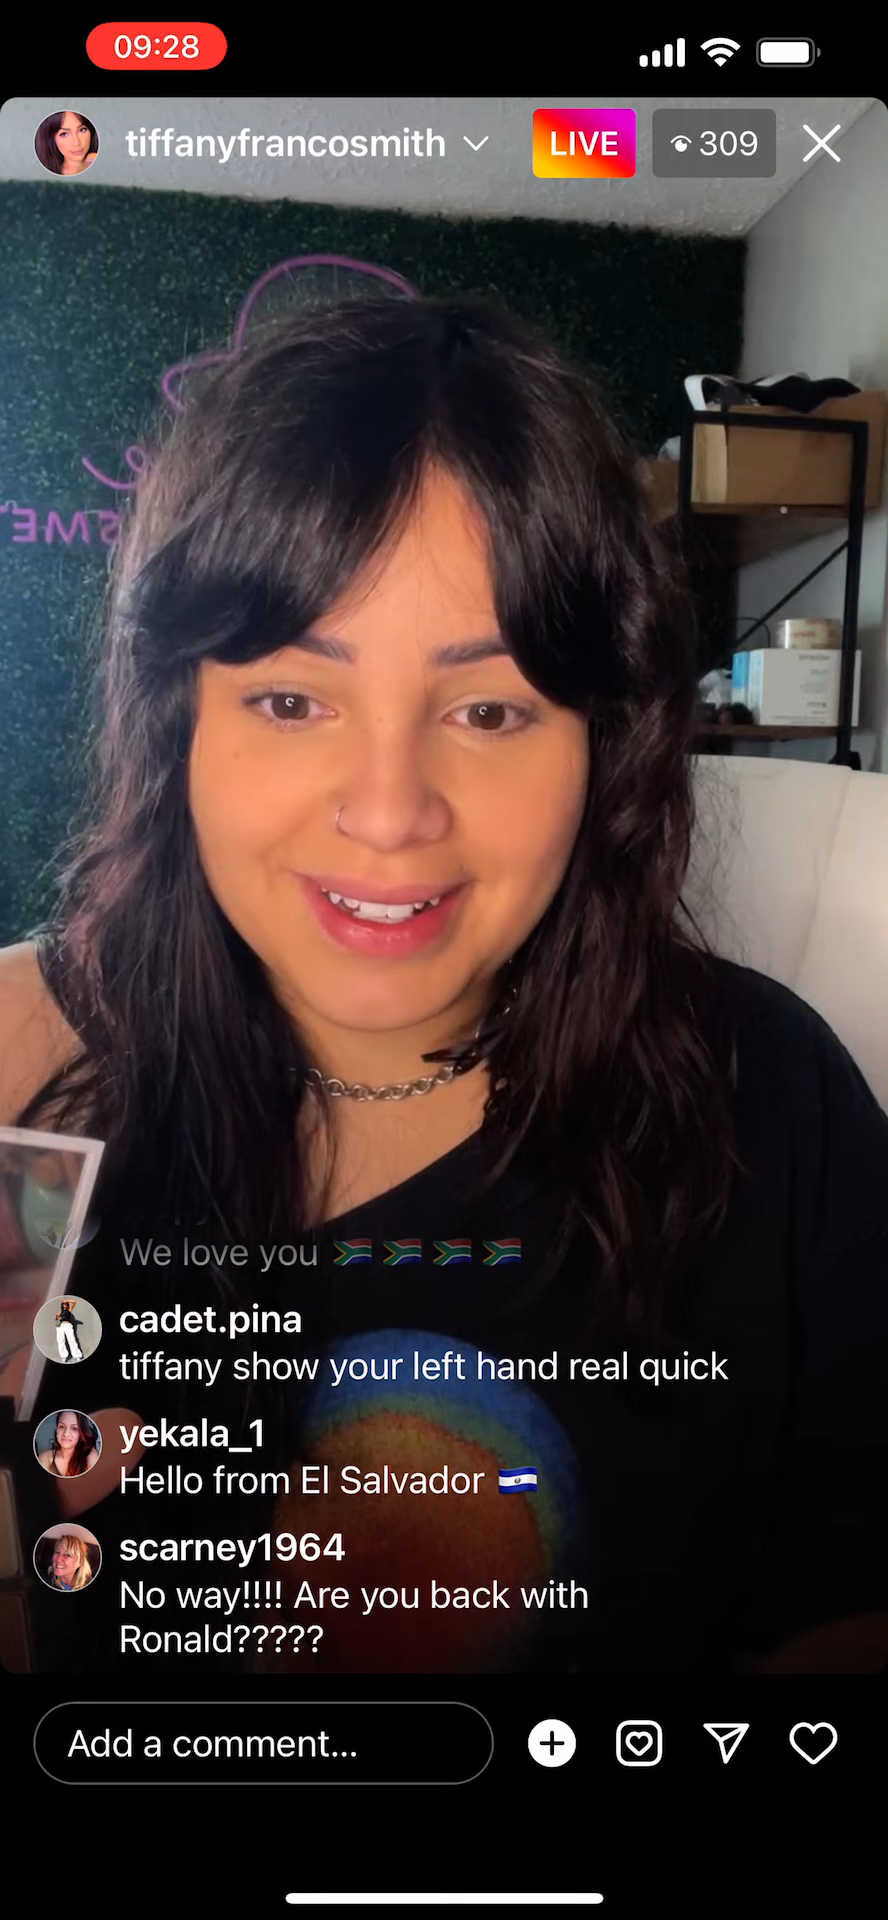 09:28
tiffanyfrancosmith
LIVE
309
We love you 🇿🇦 🇿🇦 🇿🇦 🇿🇦
cadet.pina
tiffany show your left hand real quick
yekala_1
Hello from El Salvador 🇸🇻
scarney1964
No way!!!! Are you back with
Ronald?????
Add a comment...